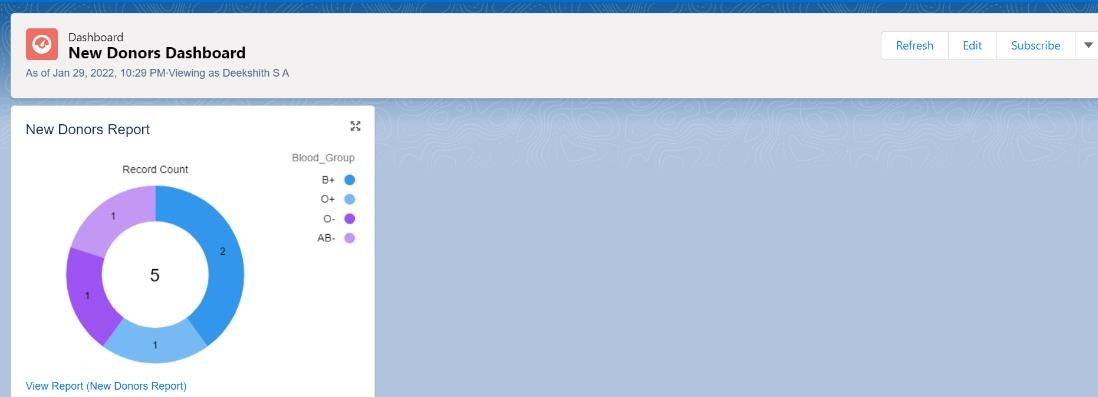 Dashboard
New Donors Dashboard
As of Jan 29, 2022, 10:29 PM·Viewing as Deekshith S A
Refresh
Edit
Subscribe
New Donors Report
Record Count
Blood_Group
B+
O+
O-
AB-
1
2
5
1
1
View Report (New Donors Report)